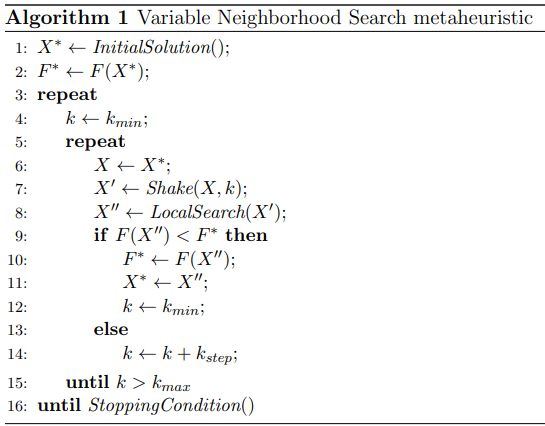 Algorithm 1 Variable Neighborhood Search metaheuristic
1: X* ← InitialSolution();
2: F* ← F(X*);
3: repeat
4: k ← k_min;
5: repeat
6: X ← X*;
7: X′ ← Shake(X, k);
8: X′′ ← LocalSearch(X′);
9: if F(X′′) < F* then
10: F* ← F(X′′);
11: X* ← X′′;
12: k ← k_min;
13: else
14: k ← k + k_step;
15: until k > k_max
16: until StoppingCondition()